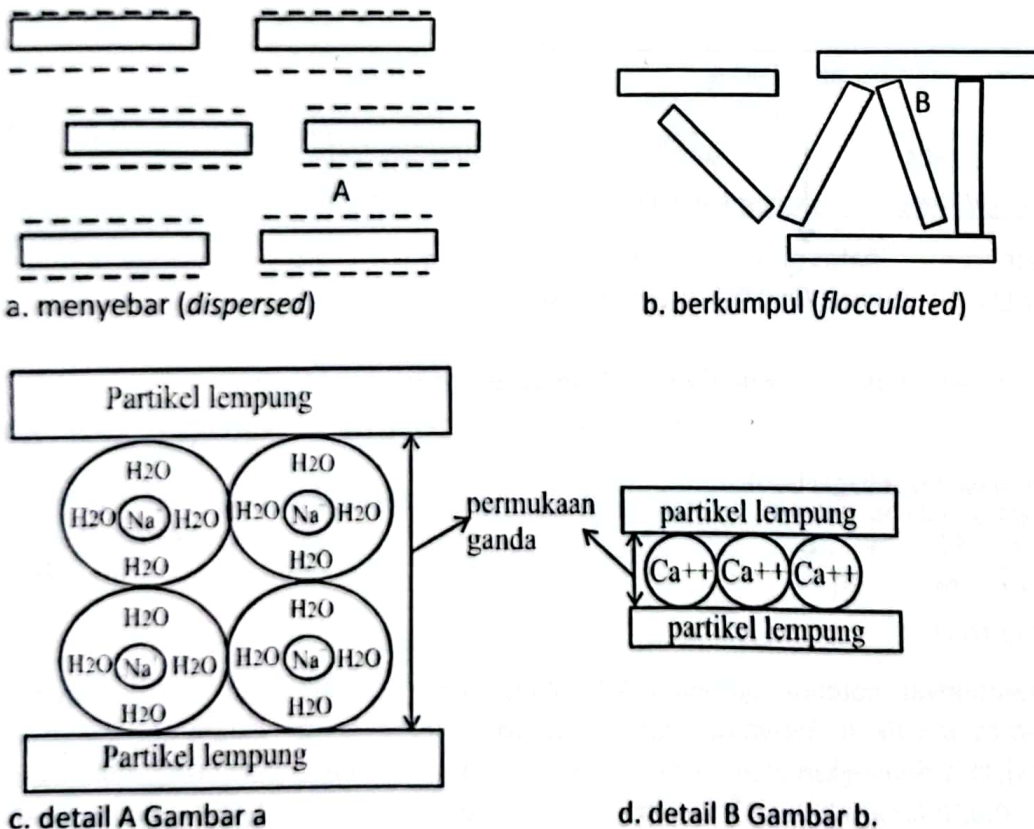 A
B
a. menyebar (dispersed)
b. berkumpul (flocculated)
Partikel lempung
H2O H2O
H2O Na+ H2O H2O Na+ H2O
H2O H2O
H2O H2O
H2O Na+ H2O H2O Na+ H2O
H2O H2O
Partikel lempung
permukaan
ganda
partikel lempung
Ca++ Ca++ Ca++
partikel lempung
c. detail A Gambar a
d. detail B Gambar b.